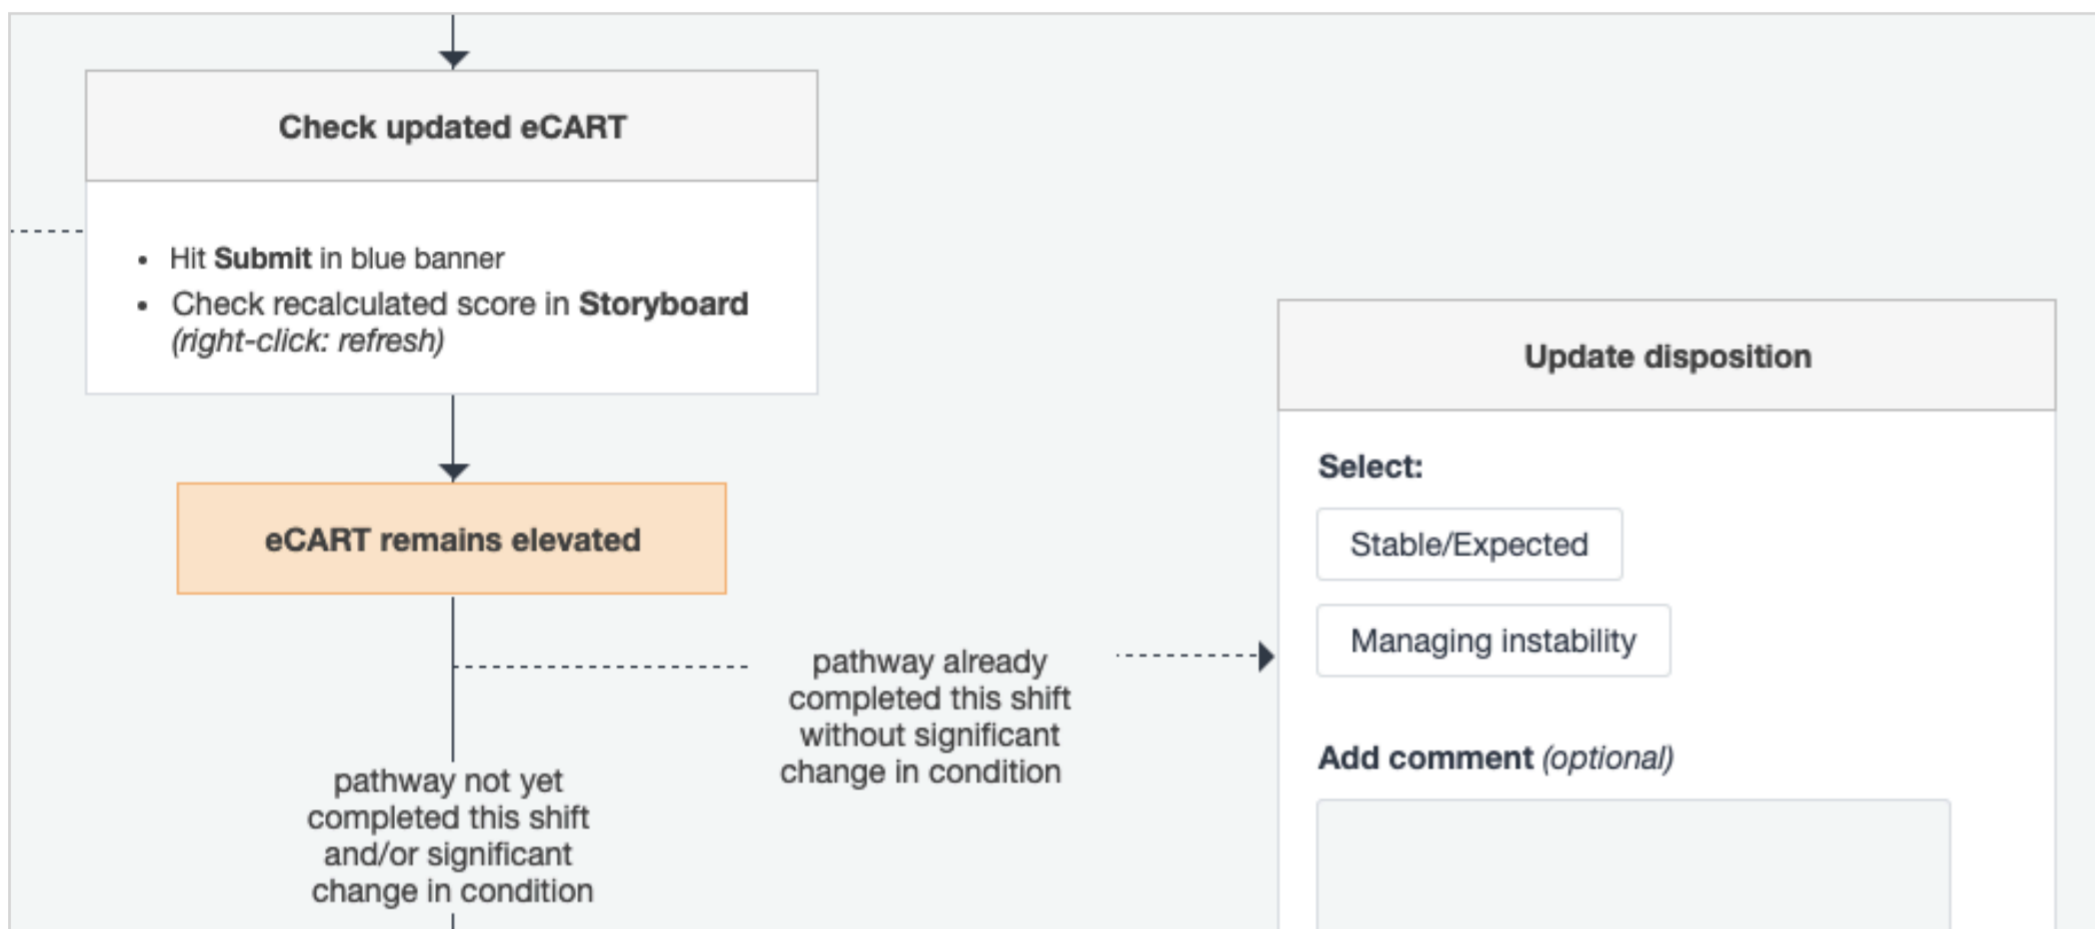 Check updated eCART
• Hit Submit in blue banner
• Check recalculated score in Storyboard
(right-click: refresh)
eCART remains elevated
pathway already
completed this shift
without significant
change in condition
pathway not yet
completed this shift
and/or significant
change in condition
Update disposition
Select:
Stable/Expected
Managing instability
Add comment (optional)